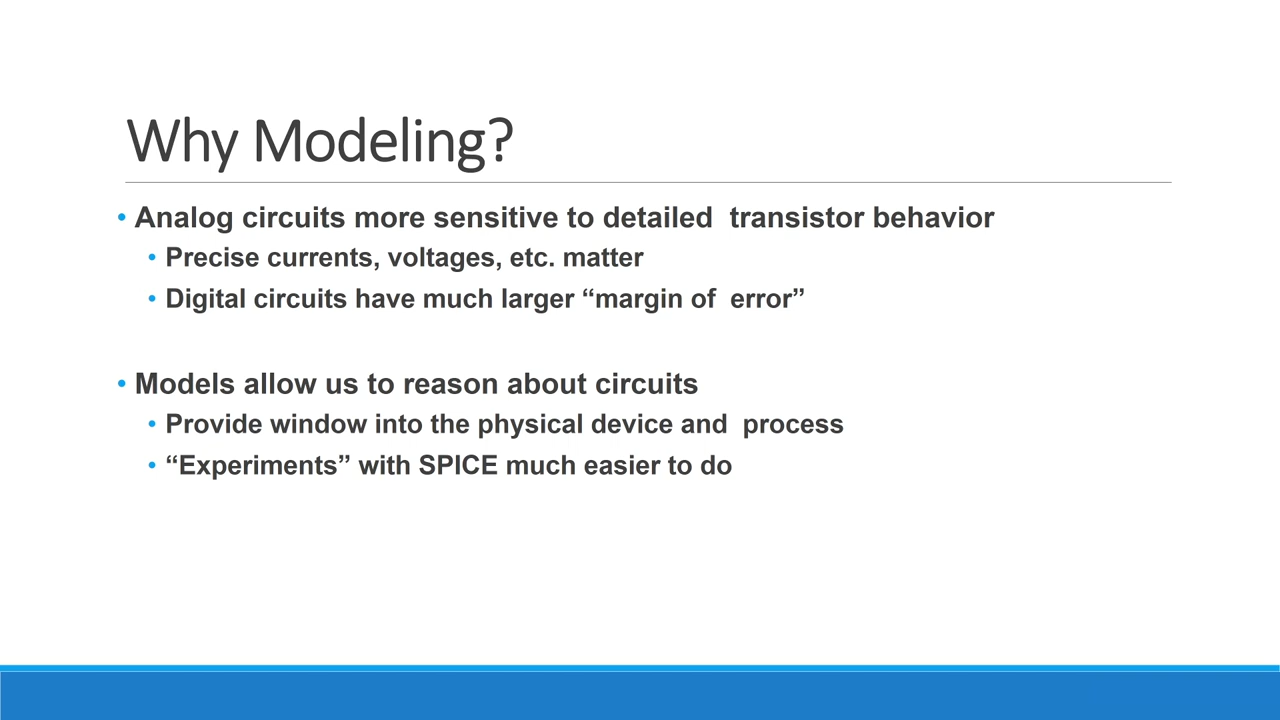 Why Modeling?
• Analog circuits more sensitive to detailed  transistor behavior
• Precise currents, voltages, etc. matter
• Digital circuits have much larger “margin of  error”
• Models allow us to reason about circuits
• Provide window into the physical device and  process
• “Experiments” with SPICE much easier to do